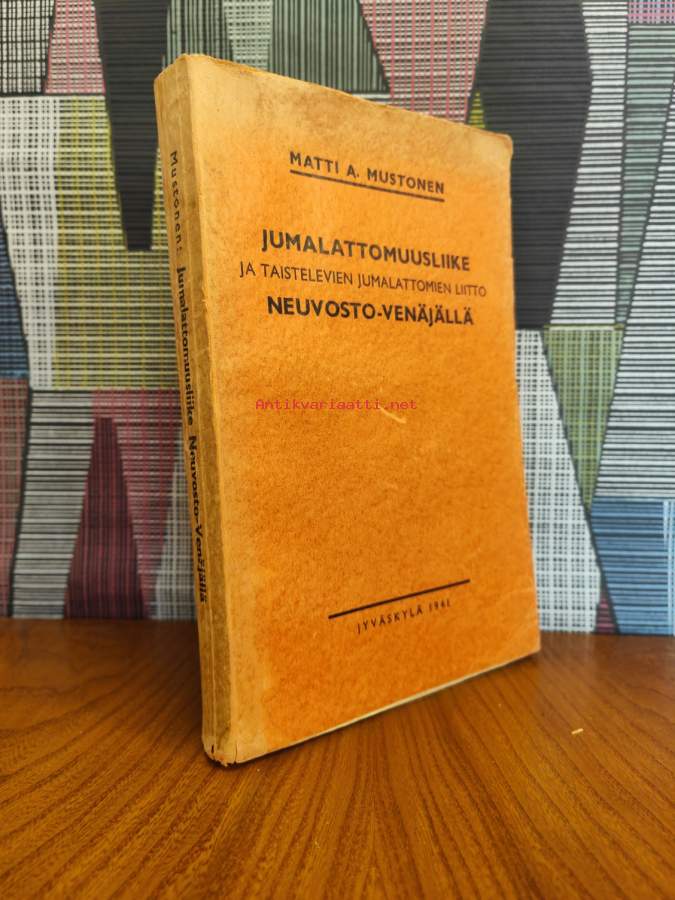 MATTI A. MUSTONEN
JUMALATTOMUUSLIIKE
JA TAISTELEVIEN JUMALATTOMIEN LIITTO
NEUVOSTO-VENÄJÄLLÄ
JYVÄSKYLÄ 1941
Mustonen: Jumalattomuusliike Neuvosto-Venäjällä
Antikvariaatti.net